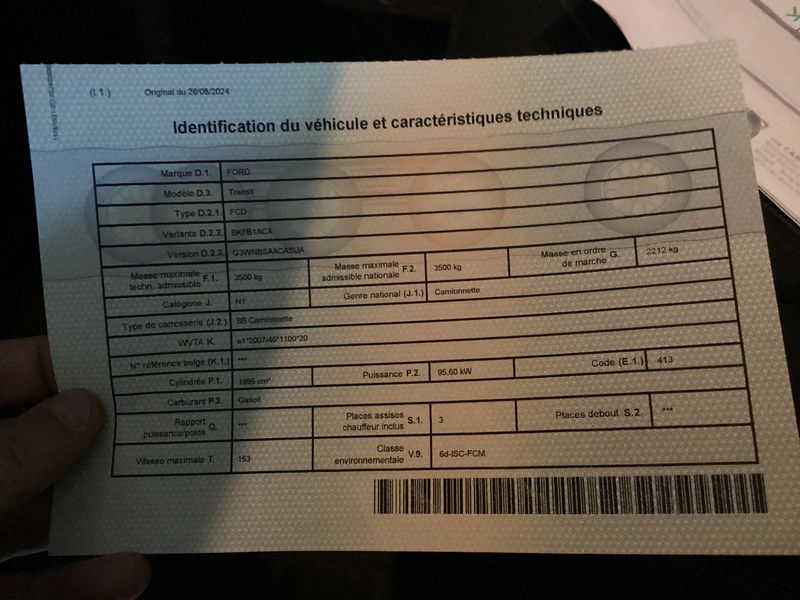 (I.1) Original du 26/08/2024
Identification du véhicule et caractéristiques techniques
Marque D.1. FORD
Modèle D.3. Transit
Type D.2.1. FCD
Variante D.2.2. BKFB1ACX
Version D.2.3. G3WNBSAACASUA
Masse maximale techn. admissible F.1. 3500 kg Masse maximale admissible nationale F.2. 3500 kg Masse en ordre de marche G. 2212 kg
Catégorie J. N1 Genre national (J.1.) Camionnette
Type de carrosserie (J.2.) BB Camionnette
WVTA K. e1*2007/46*1100*20
N° référence belge (K.1.) ***
Cylindrée P.1. 1995 cm³ Puissance P.2. 95,60 kW Code (E.1.) 413
Carburant P.3. Gasoil
Rapport puissance/poids Q. *** Places assises chauffeur inclus S.1. 3 Places debout S.2. ***
Vitesse maximale T. 153 Classe environnementale V.9. 6d-ISC-FCM